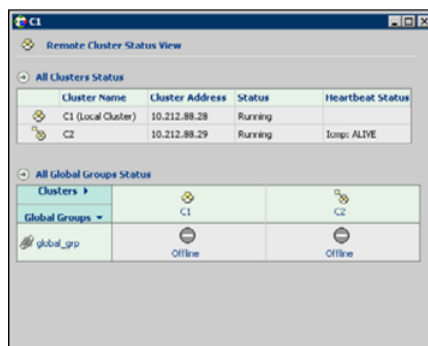 C1
Remote Cluster Status View
All Clusters Status
Cluster Name Cluster Address Status Heartbeat Status
C1 (Local Cluster) 10.212.88.28 Running
C2 10.212.88.29 Running Icmp: ALIVE
All Global Groups Status
Clusters
C1 C2
Global Groups
global_grp
Offline Offline